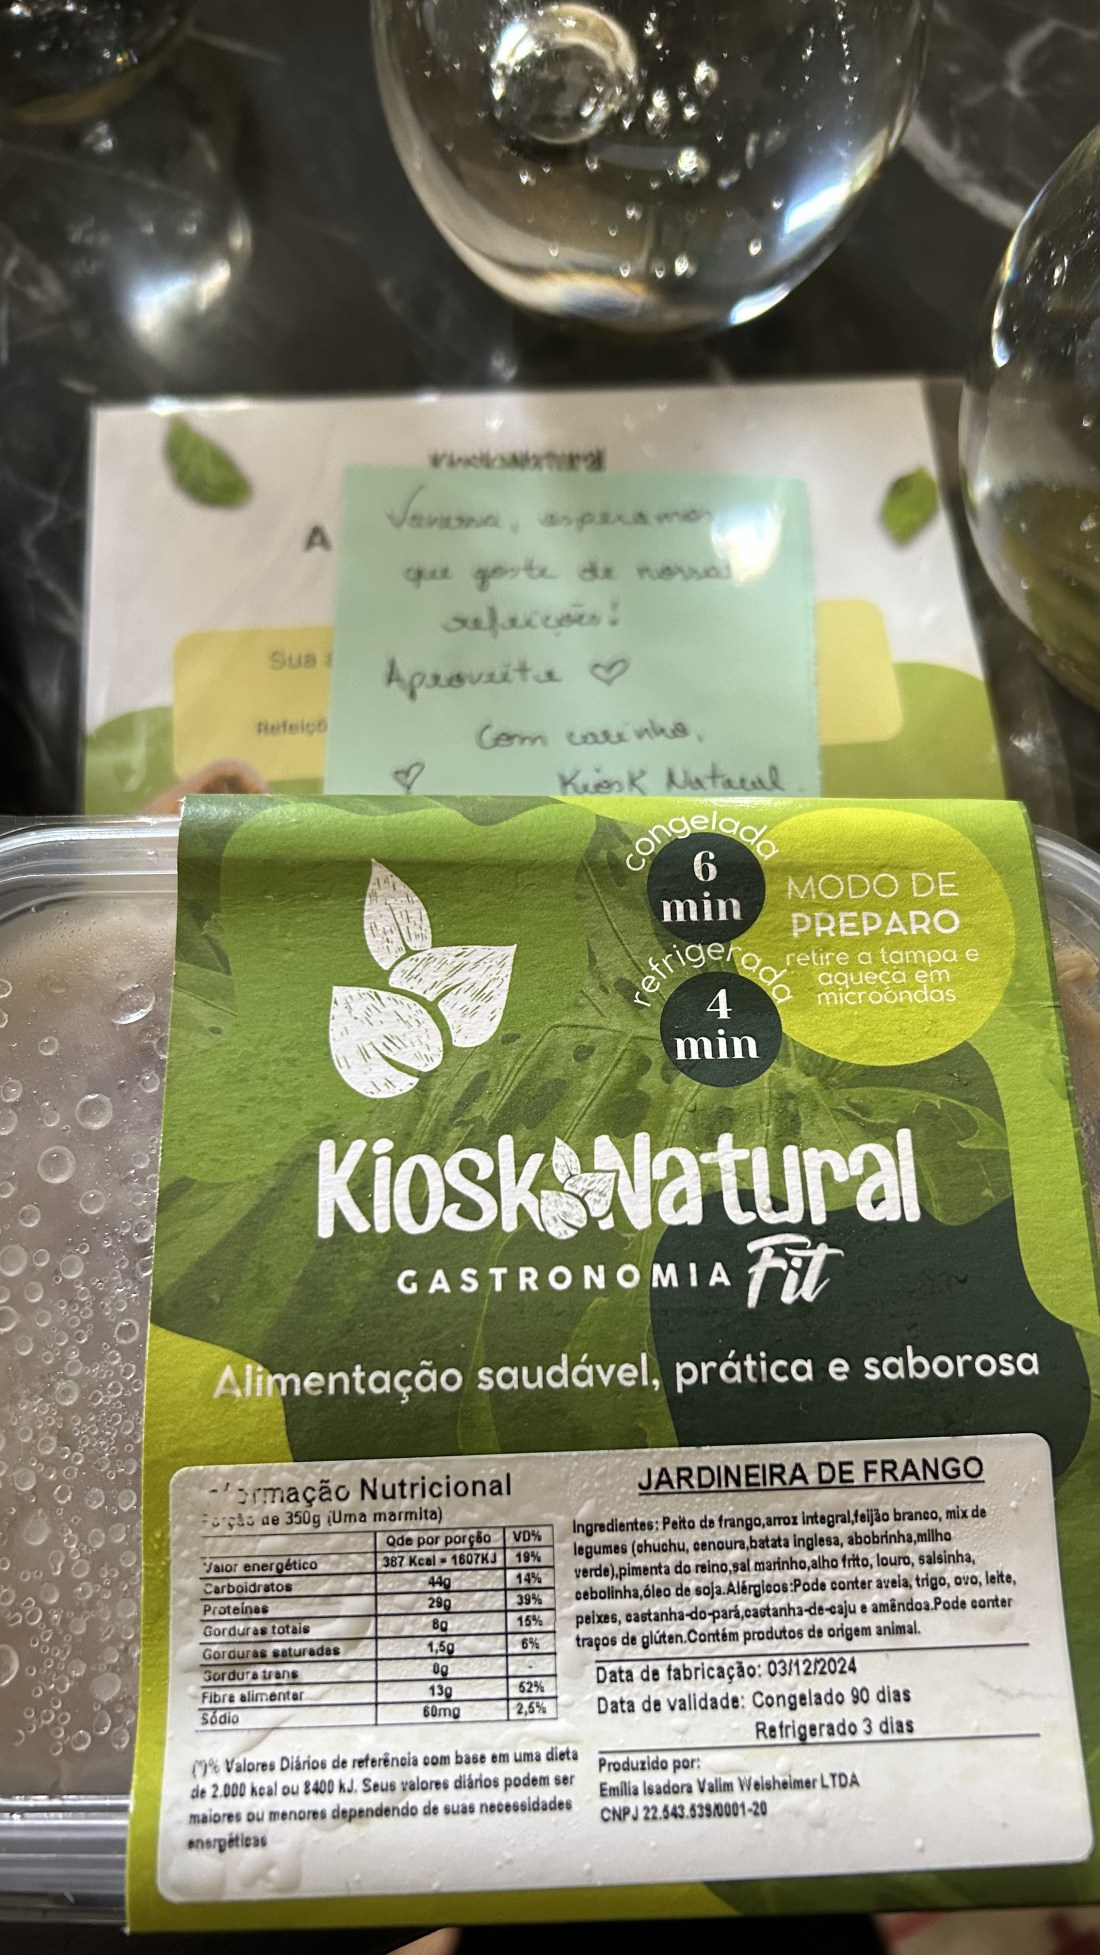 KioskNatural
A
Sua
Refeiçõ
Vanessa, esperamos
que goste de nossas
refeições!
Aproveite ♡
Com carinho,
♡ Kiosk Natural.
congelada
6
min
refrigerada
4
min
MODO DE
PREPARO
retire a tampa e
aqueça em
microôndas
Kiosk Natural
GASTRONOMIA Fit
Alimentação saudável, prática e saborosa
Informação Nutricional
Porção de 350g (Uma marmita)
Qde por porção VD%
Valor energético 387 Kcal = 1607KJ 19%
Carboidratos 44g 14%
Proteínas 29g 39%
Gorduras totais 8g 15%
Gorduras saturadas 1,5g 6%
Gordura trans 0g -
Fibra alimentar 13g 52%
Sódio 60mg 2,5%
(*)% Valores Diários de referência com base em uma dieta
de 2.000 kcal ou 8400 kJ. Seus valores diários podem ser
maiores ou menores dependendo de suas necessidades
energéticas
JARDINEIRA DE FRANGO
Ingredientes: Peito de frango,arroz integral,feijão branco, mix de
legumes (chuchu, cenoura,batata inglesa, abobrinha,milho
verde),pimenta do reino,sal marinho,alho frito, louro, salsinha,
cebolinha,óleo de soja.Alérgicos:Pode conter aveia, trigo, ovo, leite,
peixes, castanha-do-pará,castanha-de-caju e amêndoa.Pode conter
traços de glúten.Contém produtos de origem animal.
Data de fabricação: 03/12/2024
Data de validade: Congelado 90 dias
Refrigerado 3 dias
Produzido por:
Emília Isadora Valim Weisheimer LTDA
CNPJ 22.543.539/0001-20